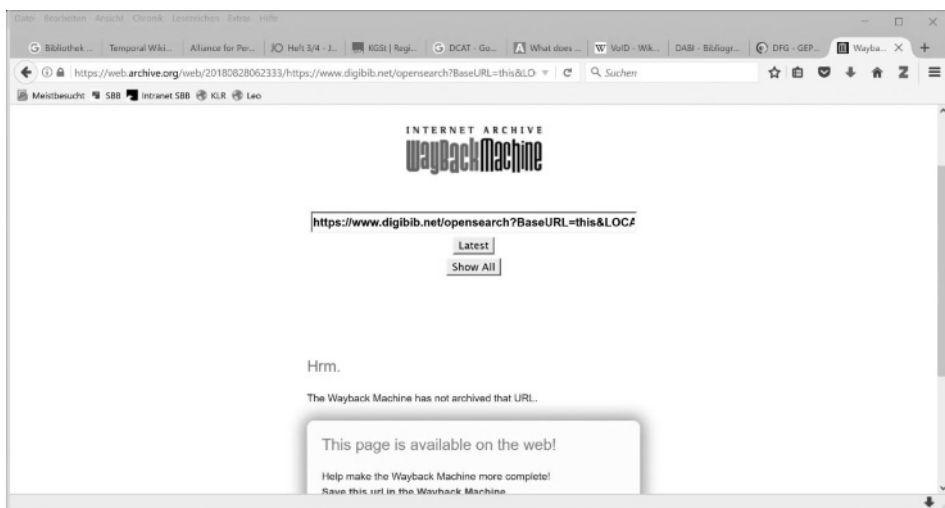 Datei Bearbeiten Ansicht Chronik Lesezeichen Extras Hilfe
Bibliothek ... Temporal Wiki... Alliance for Per... JO Heft 3/4 - J... KGSt | Regi... DCAT - Go... What does ... VoID - Wik... DABI - Bibliogr... DFG - GEP... Wayba...
https://web.archive.org/web/20180828062333/https://www.digibib.net/opensearch?BaseURL=this&LO Suchen
Meistbesucht SBB Intranet SBB KLR Leo
INTERNET ARCHIVE
WayBackMachine
https://www.digibib.net/opensearch?BaseURL=this&LOCA
Latest
Show All
Hrm.
The Wayback Machine has not archived that URL.
This page is available on the web!
Help make the Wayback Machine more complete!
Save this url in the Wayback Machine